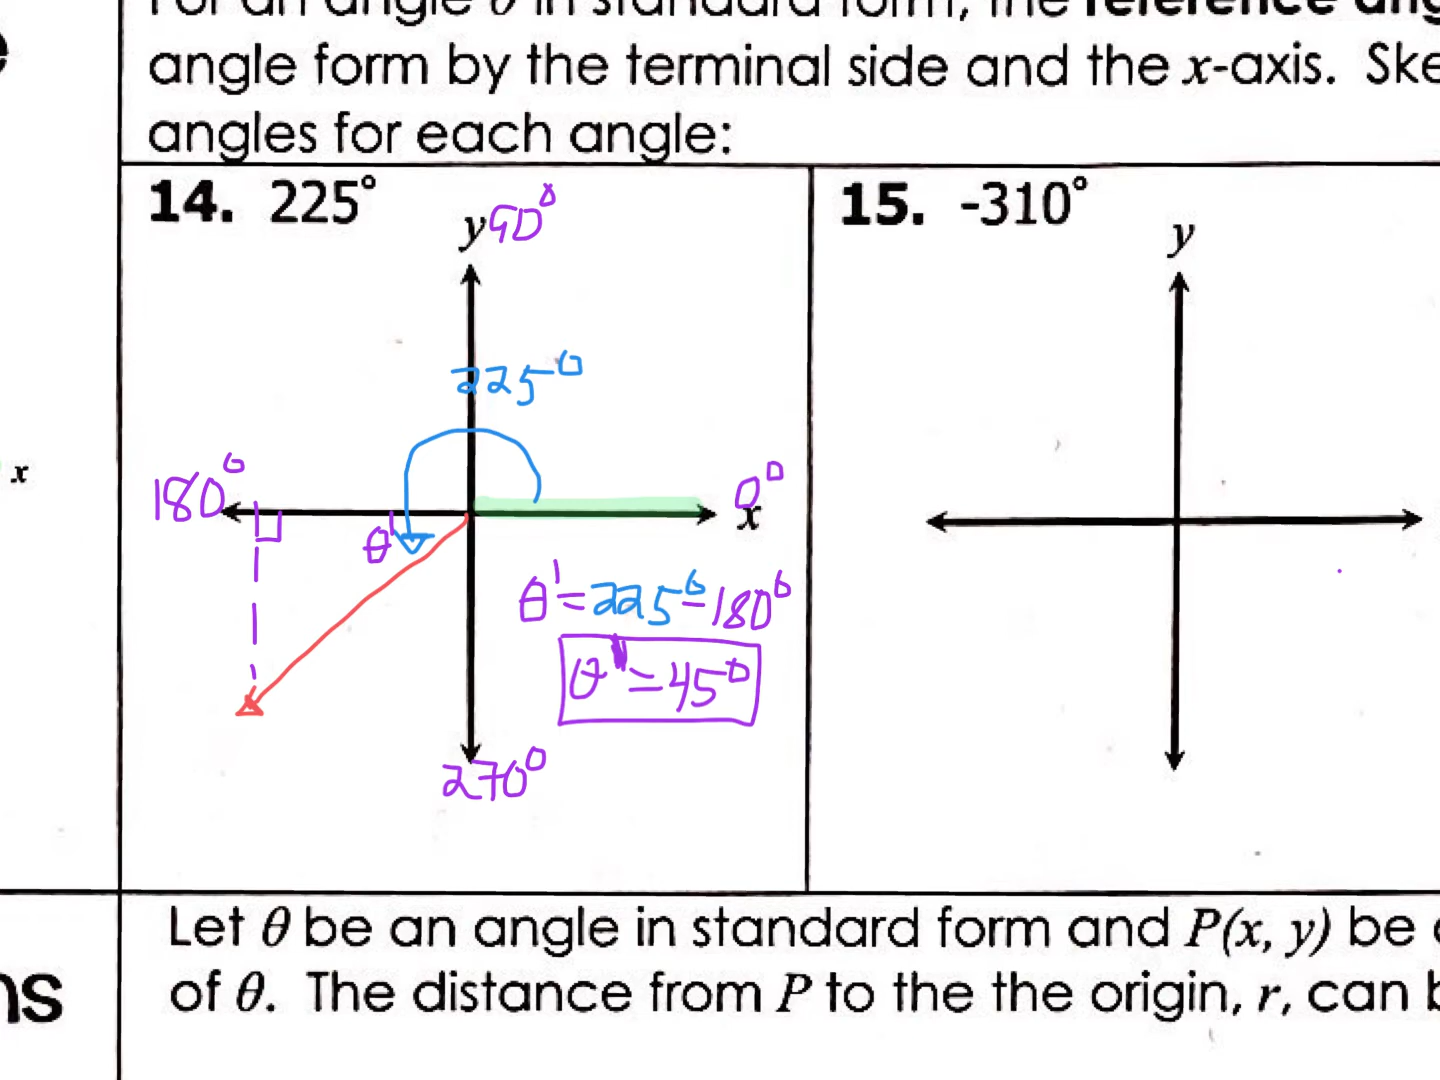 angle form by the terminal side and the x-axis. Ske
angles for each angle:
14. 225°
y 90°
225°
180°
0°
x
θ'
θ' = 225° - 180°
θ' = 45°
270°
15. -310°
y
x
Let θ be an angle in standard form and P(x, y) be
of θ. The distance from P to the the origin, r, can b
ns